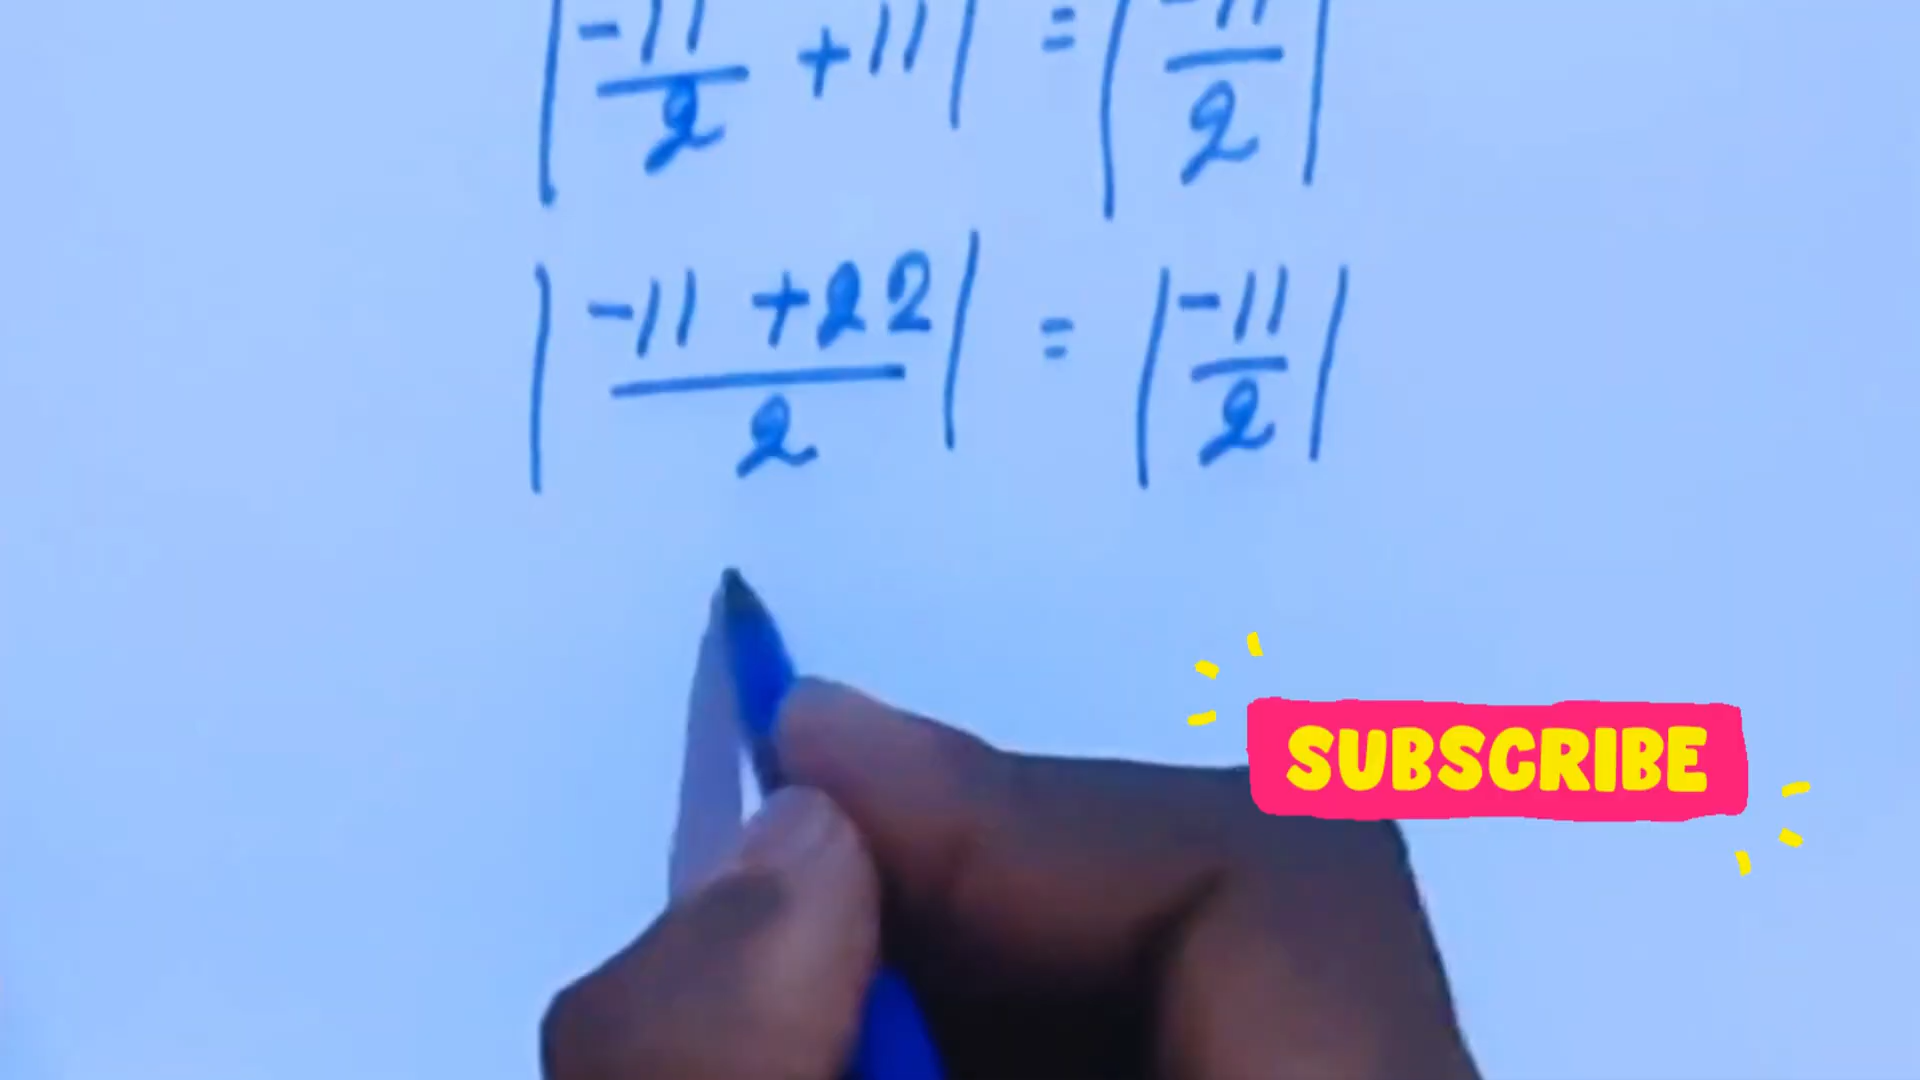 |-11/2 + 11| = |-11/2|
|-11 + 22/2| = |-11/2|
SUBSCRIBE